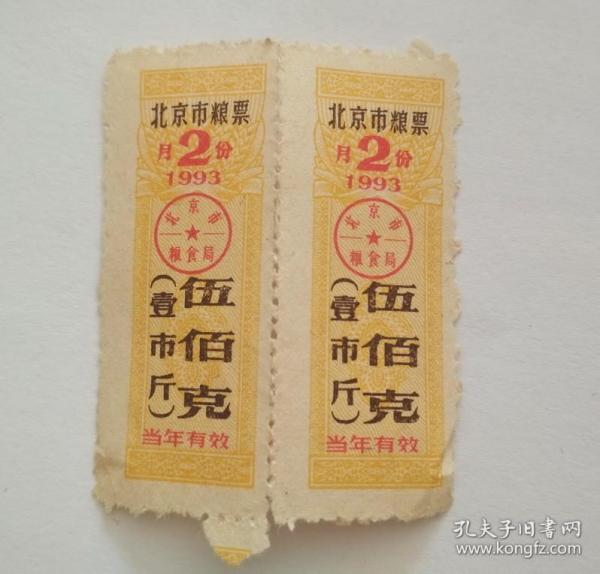 北京市粮票
2月份
1993
北京市
粮食局
伍佰克
（壹市斤）
当年有效
北京市粮票
2月份
1993
北京市
粮食局
伍佰克
（壹市斤）
当年有效
孔夫子旧书网
www.kongfz.com